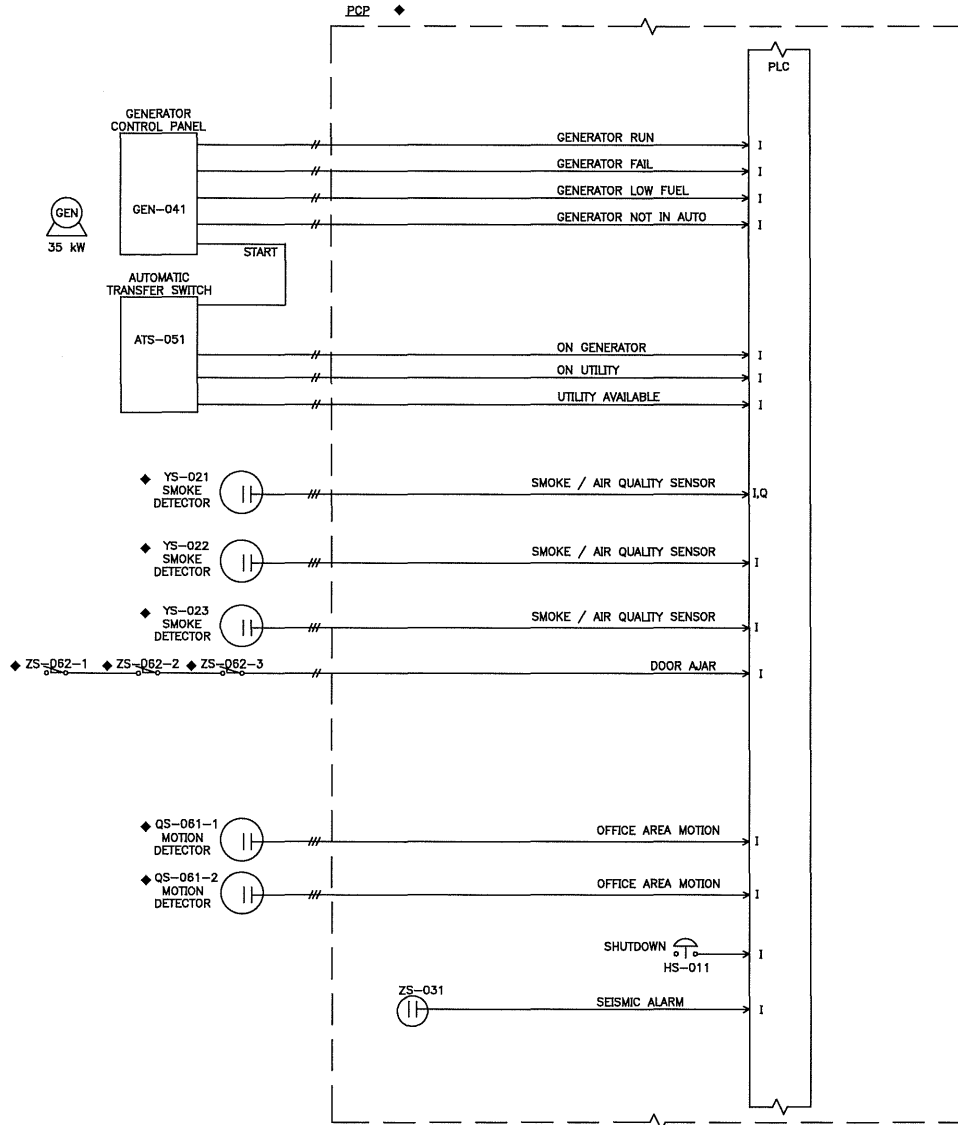 PCP ◆
PLC
GENERATOR
CONTROL PANEL
GENERATOR RUN
I
GENERATOR FAIL
I
GEN-041
GENERATOR LOW FUEL
I
GEN
GENERATOR NOT IN AUTO
I
35 kW
START
AUTOMATIC
TRANSFER SWITCH
ATS-051
ON GENERATOR
I
ON UTILITY
I
UTILITY AVAILABLE
I
◆ YS-021
SMOKE
DETECTOR
SMOKE / AIR QUALITY SENSOR
I,Q
◆ YS-022
SMOKE
DETECTOR
SMOKE / AIR QUALITY SENSOR
I
◆ YS-023
SMOKE
DETECTOR
SMOKE / AIR QUALITY SENSOR
I
◆ ZS-062-1 ◆ ZS-062-2 ◆ ZS-062-3
DOOR AJAR
I
◆ QS-061-1
MOTION
DETECTOR
OFFICE AREA MOTION
I
◆ QS-061-2
MOTION
DETECTOR
OFFICE AREA MOTION
I
SHUTDOWN
HS-011
I
ZS-031
SEISMIC ALARM
I